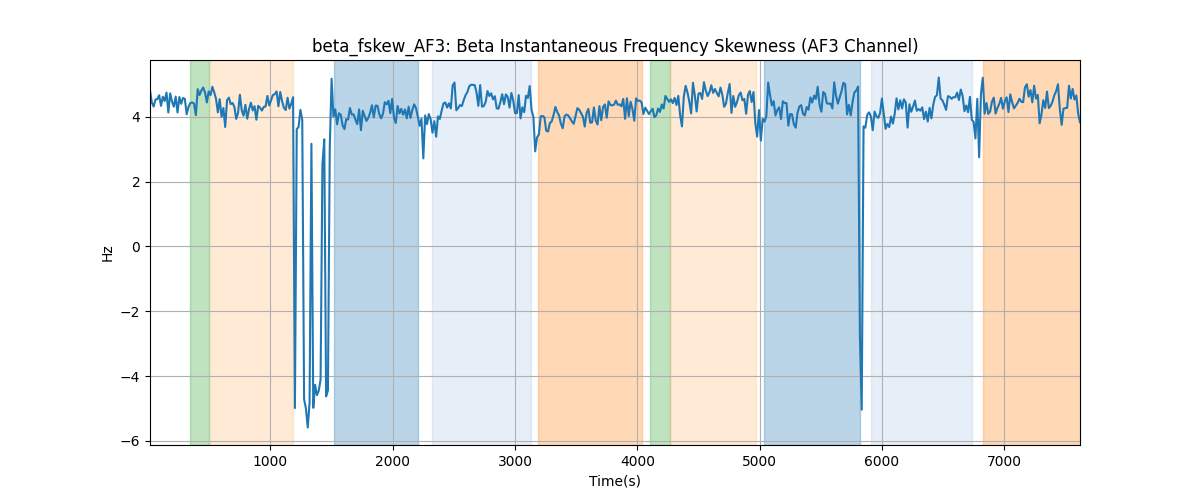 beta_fskew_AF3: Beta Instantaneous Frequency Skewness (AF3 Channel)
4
2
0
−2
−4
−6
Hz
1000 2000 3000 4000 5000 6000 7000
Time(s)